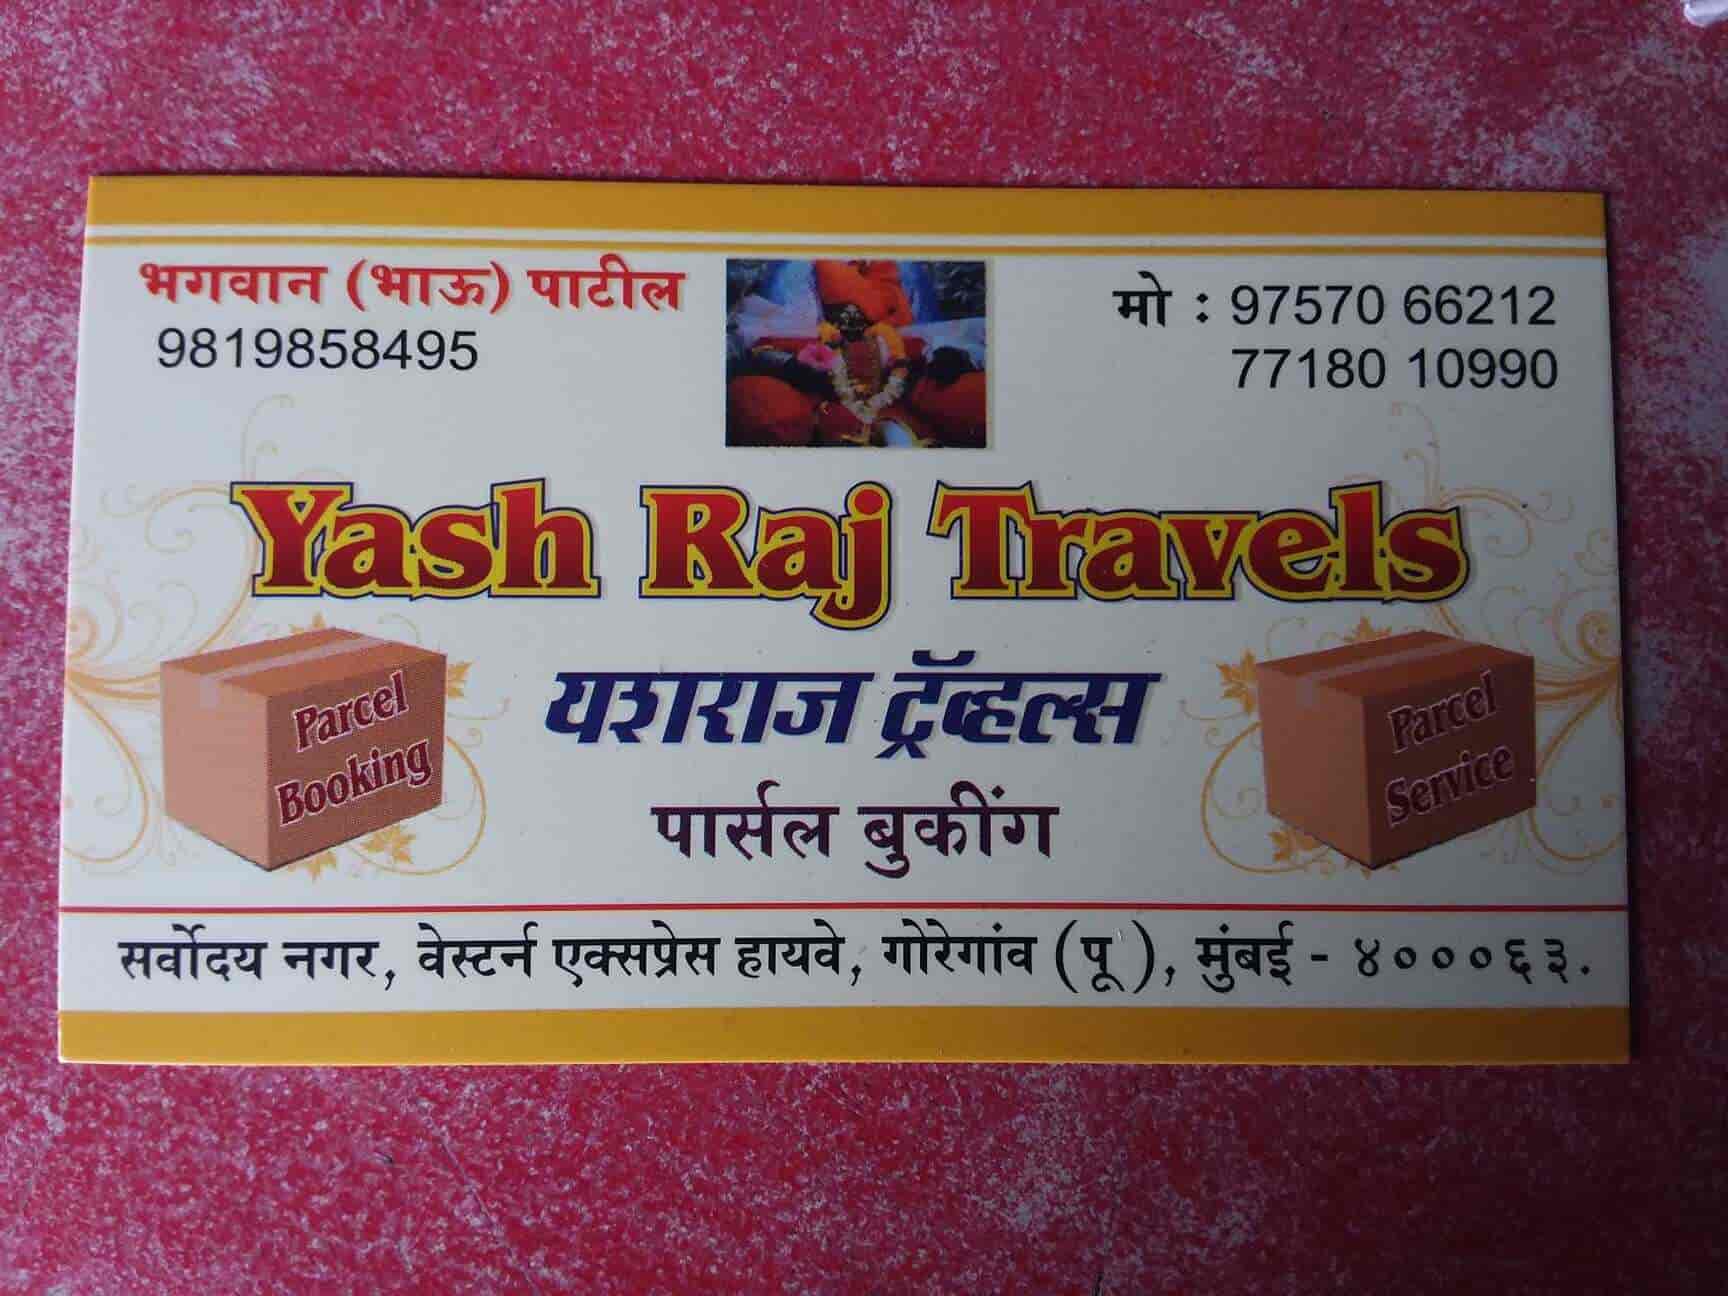 भगवान (भाऊ) पाटील
9819858495
मो : 97570 66212
77180 10990
Yash Raj Travels
यशराज ट्रॅव्हल्स
Parcel
Booking
पार्सल बुकींग
Parcel
Service
सर्वोदय नगर, वेस्टर्न एक्सप्रेस हायवे, गोरेगांव (पू ), मुंबई - ४०००६३.